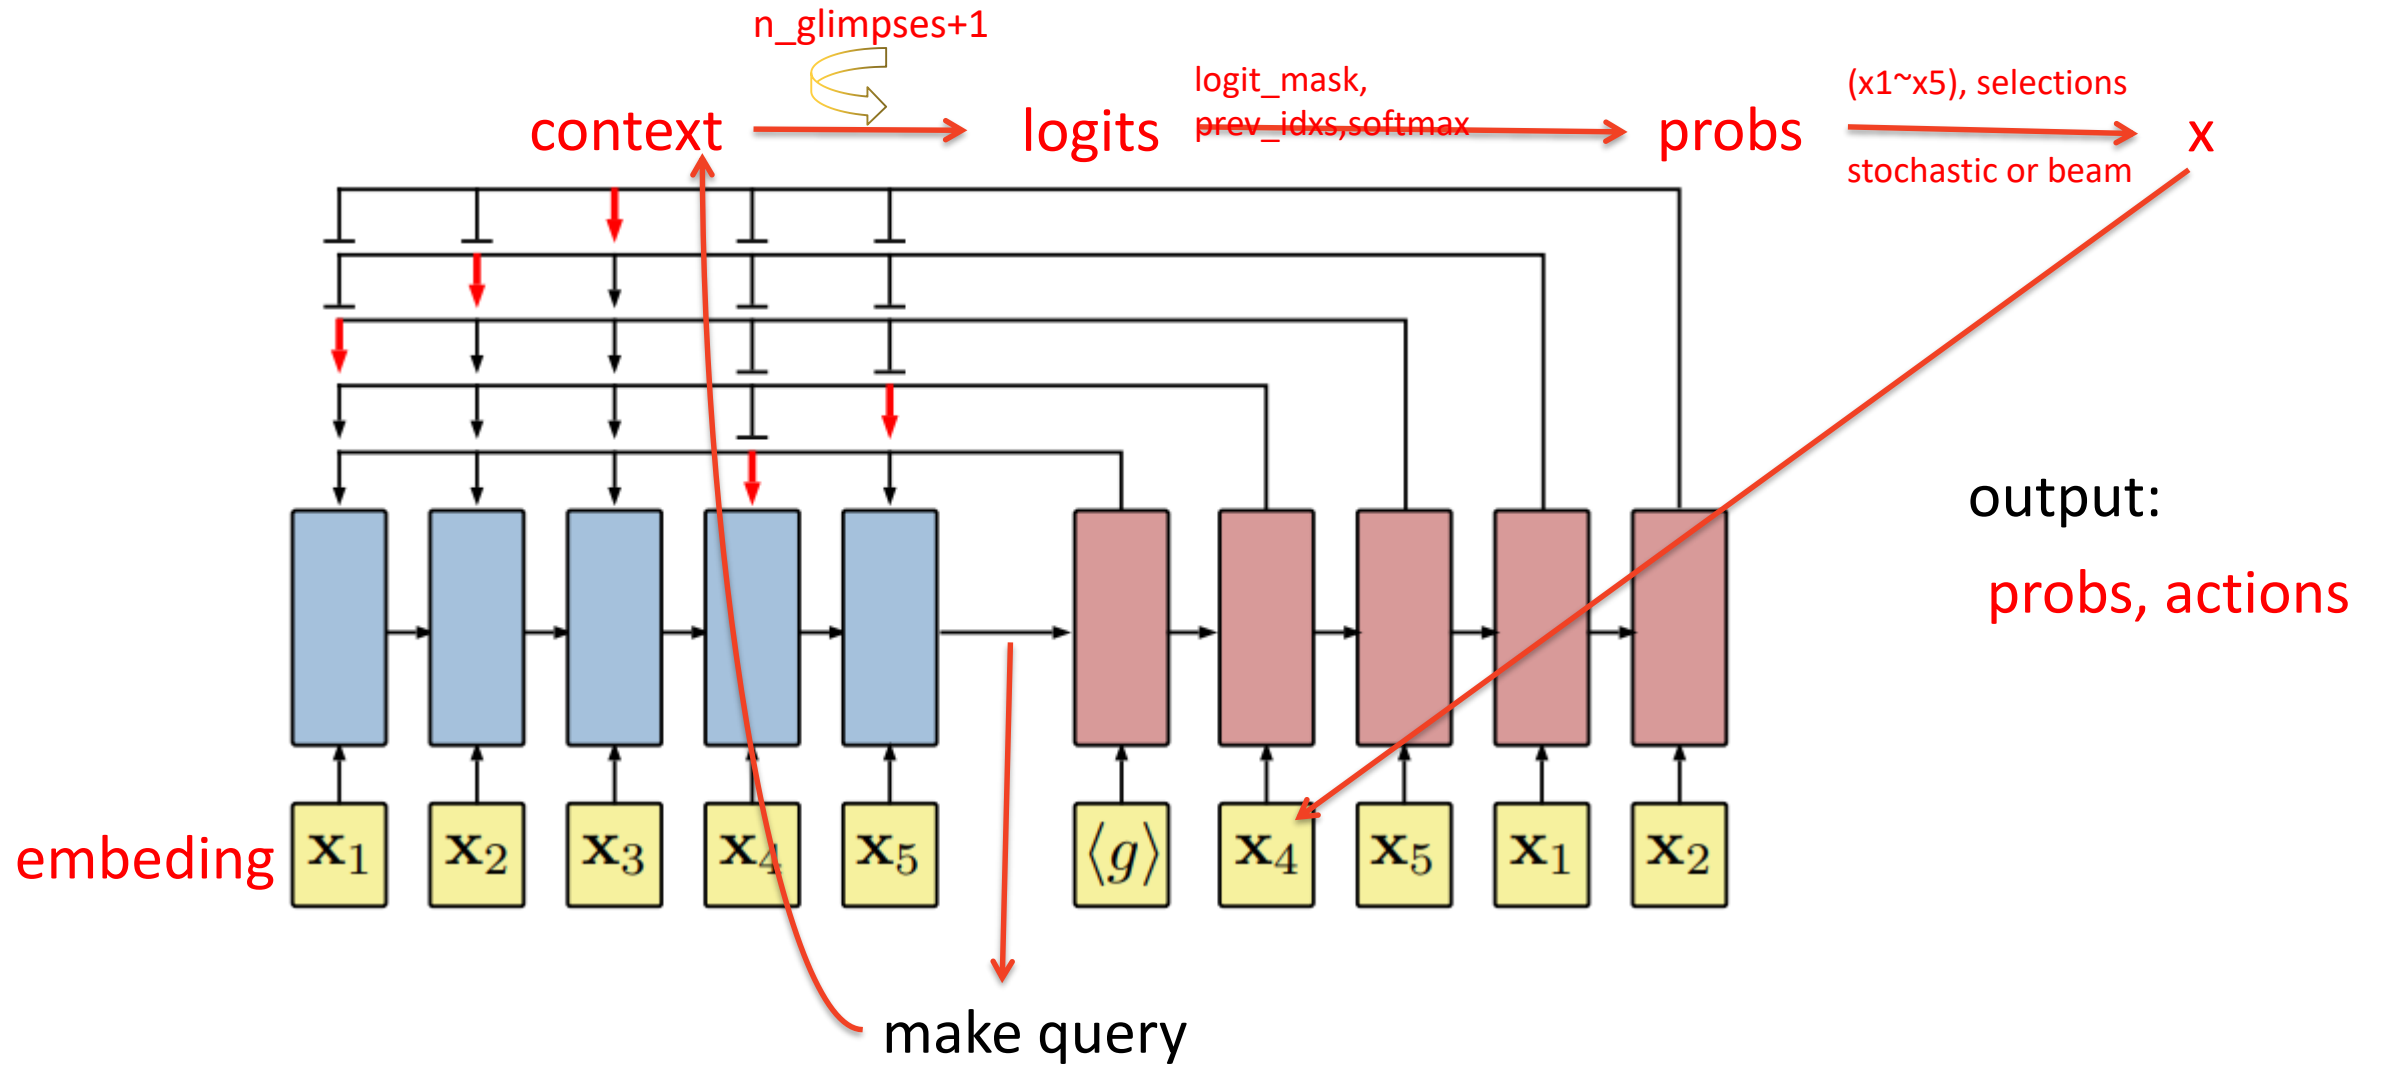 n_glimpses+1
logit_mask,
prev_idxs,softmax
(x1~x5), selections
context
logits
probs
x
stochastic or beam
output:
probs, actions
embeding
x1
x2
x3
x4
x5
⟨g⟩
x4
x5
x1
x2
make query